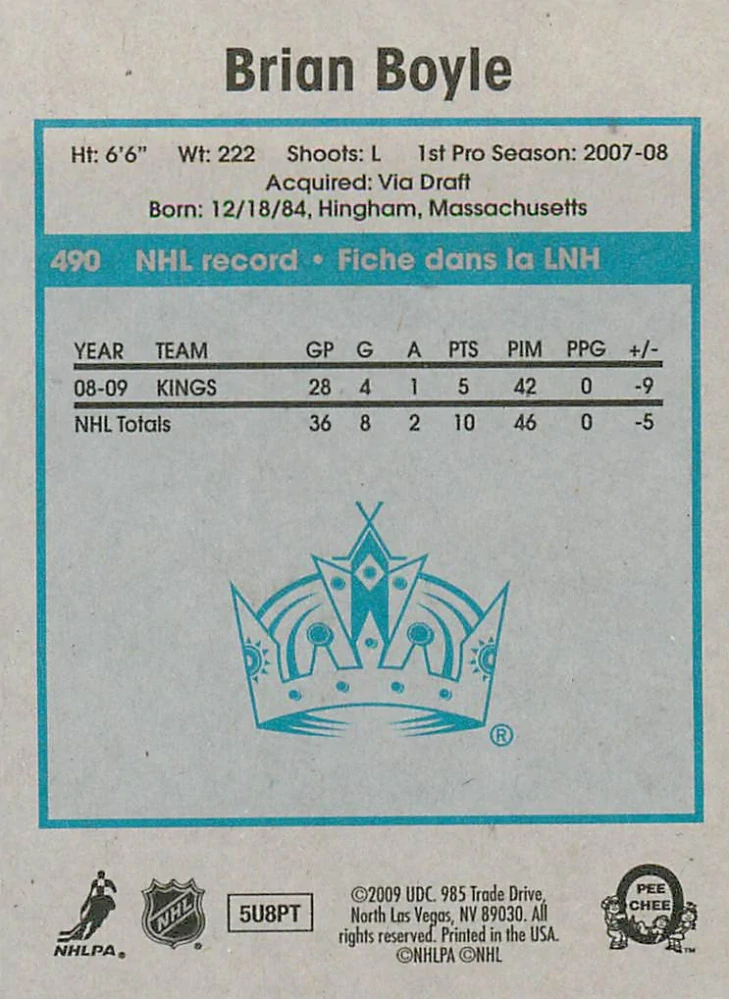 Brian Boyle
Ht: 6'6" Wt: 222 Shoots: L 1st Pro Season: 2007-08
Acquired: Via Draft
Born: 12/18/84, Hingham, Massachusetts
490 NHL record • Fiche dans la LNH
YEAR TEAM GP G A PTS PIM PPG +/-
08-09 KINGS 28 4 1 5 42 0 -9
NHL Totals 36 8 2 10 46 0 -5
®
NHLPA®
NHL®
5U8PT
©2009 UDC. 985 Trade Drive,
North Las Vegas, NV 89030. All
rights reserved. Printed in the USA.
©NHLPA ©NHL
O
PEE
CHEE
™